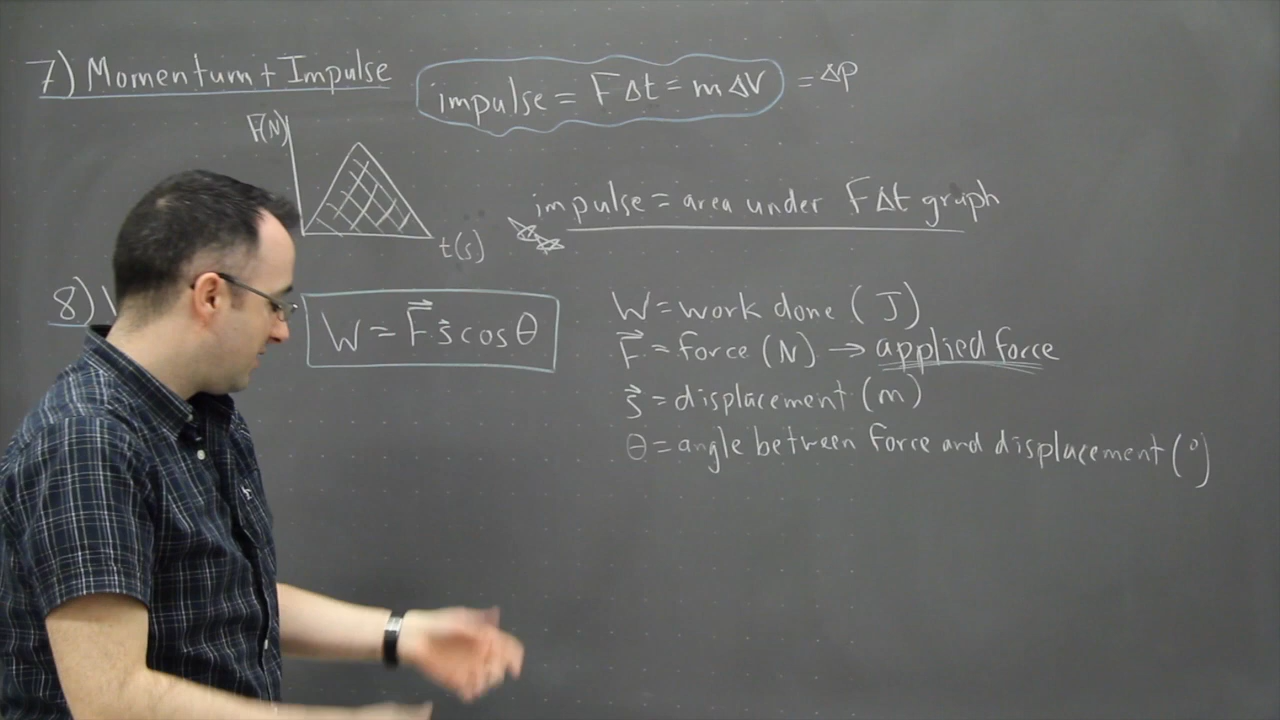 7) Momentum + Impulse
impulse = FΔt = mΔV = Δp
F(N)
t(s)
impulse = area under FΔt graph
8)
W = F⃗ s⃗ cosθ
W = work done (J)
F⃗ = force (N) → applied force
s⃗ = displacement (m)
θ = angle between force and displacement (°)